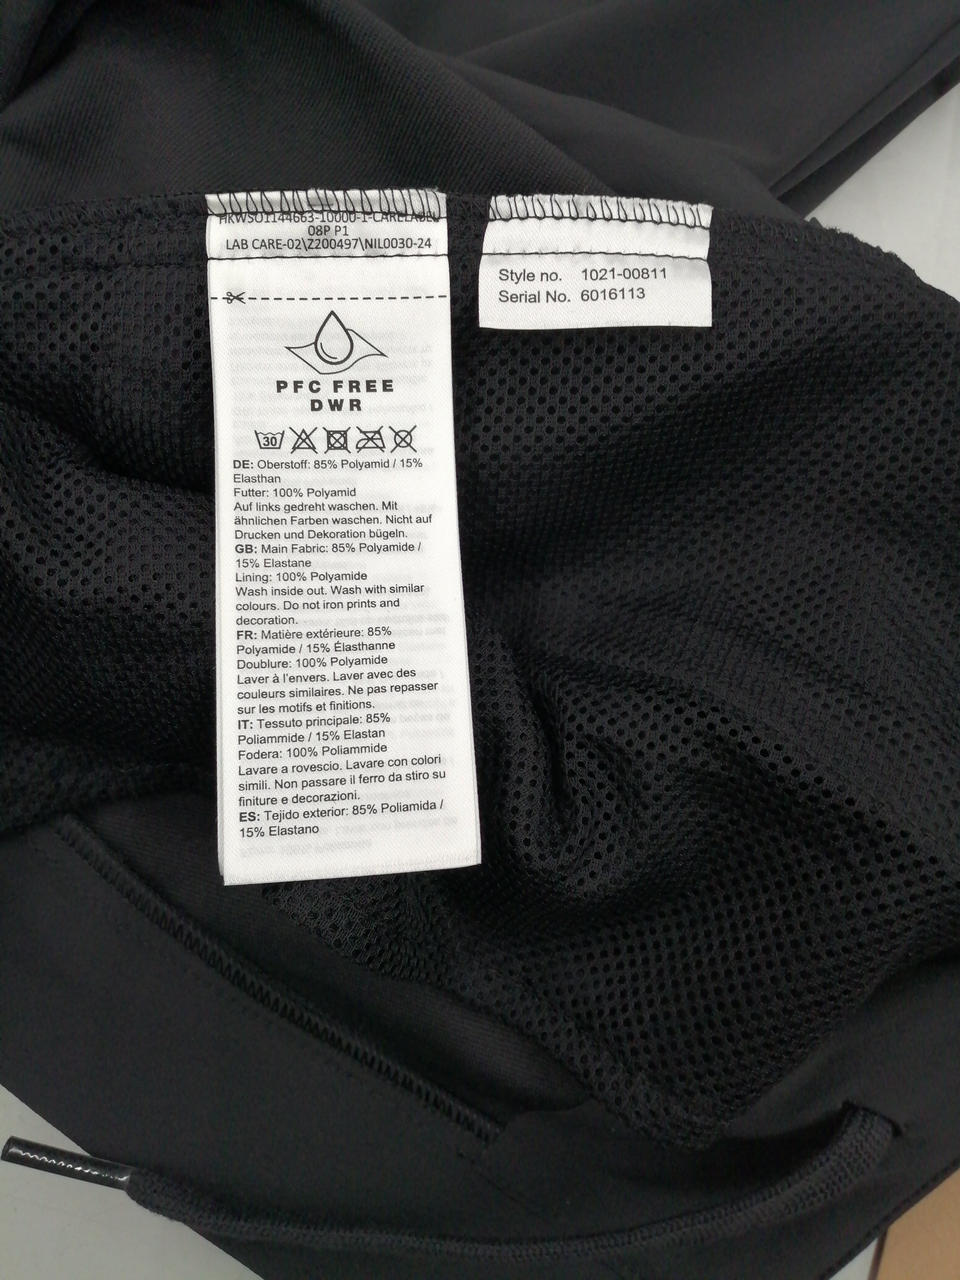 HKWSO1144663-10000-1-CARELABEL
08P P1
LAB CARE-02\Z200497\NIL0030-24
Style no. 1021-00811
Serial No. 6016113
PFC FREE
DWR
30
DE: Oberstoff: 85% Polyamid / 15%
Elasthan
Futter: 100% Polyamid
Auf links gedreht waschen. Mit
ähnlichen Farben waschen. Nicht auf
Drucken und Dekoration bügeln.
GB: Main Fabric: 85% Polyamide /
15% Elastane
Lining: 100% Polyamide
Wash inside out. Wash with similar
colours. Do not iron prints and
decoration.
FR: Matière extérieure: 85%
Polyamide / 15% Élasthanne
Doublure: 100% Polyamide
Laver à l'envers. Laver avec des
couleurs similaires. Ne pas repasser
sur les motifs et finitions.
IT: Tessuto principale: 85%
Poliammide / 15% Elastan
Fodera: 100% Poliammide
Lavare a rovescio. Lavare con colori
simili. Non passare il ferro da stiro su
finiture e decorazioni.
ES: Tejido exterior: 85% Poliamida /
15% Elastano